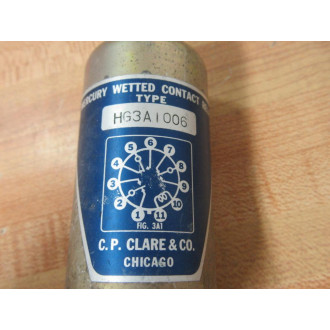 MERCURY WETTED CONTACT
TYPE
HG3A1006
5 6 7
4 8
3 9
2 10
1 11
FIG. 3A1
C. P. CLARE & CO.
CHICAGO